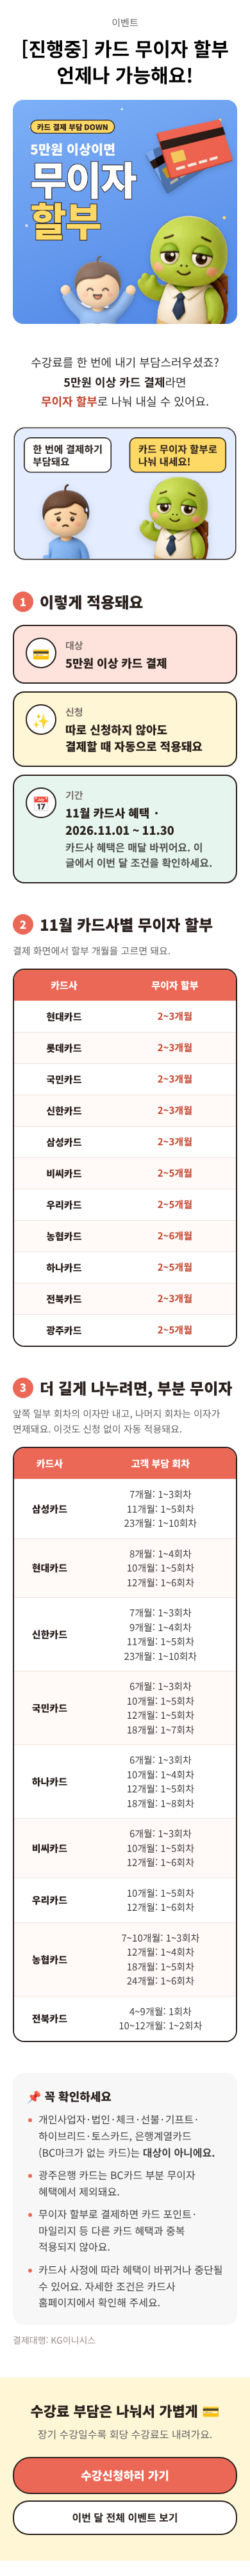 이벤트
[진행중] 카드 무이자 할부
언제나 가능해요!
카드 결제 부담 DOWN
5만원 이상이면
무이자
할부
수강료를 한 번에 내기 부담스러우셨죠?
5만원 이상 카드 결제라면
무이자 할부로 나눠 내실 수 있어요.
한 번에 결제하기
부담돼요
카드 무이자 할부로
나눠 내세요!
1 이렇게 적용돼요
대상
5만원 이상 카드 결제
신청
따로 신청하지 않아도
결제할 때 자동으로 적용돼요
기간
11월 카드사 혜택 ·
2026.11.01 ~ 11.30
카드사 혜택은 매달 바뀌어요. 이
글에서 이번 달 조건을 확인하세요.
2 11월 카드사별 무이자 할부
결제 화면에서 할부 개월을 고르면 돼요.
카드사 무이자 할부
현대카드 2~3개월
롯데카드 2~3개월
국민카드 2~3개월
신한카드 2~3개월
삼성카드 2~3개월
비씨카드 2~5개월
우리카드 2~5개월
농협카드 2~6개월
하나카드 2~5개월
전북카드 2~3개월
광주카드 2~5개월
3 더 길게 나누려면, 부분 무이자
앞쪽 일부 회차의 이자만 내고, 나머지 회차는 이자가
면제돼요. 이것도 신청 없이 자동 적용돼요.
카드사 고객 부담 회차
삼성카드
7개월: 1~3회차
11개월: 1~5회차
23개월: 1~10회차
현대카드
8개월: 1~4회차
10개월: 1~5회차
12개월: 1~6회차
신한카드
7개월: 1~3회차
9개월: 1~4회차
11개월: 1~5회차
23개월: 1~10회차
국민카드
6개월: 1~3회차
10개월: 1~5회차
12개월: 1~5회차
18개월: 1~7회차
하나카드
6개월: 1~3회차
10개월: 1~4회차
12개월: 1~5회차
18개월: 1~8회차
비씨카드
6개월: 1~3회차
10개월: 1~5회차
12개월: 1~6회차
우리카드
10개월: 1~5회차
12개월: 1~6회차
농협카드
7~10개월: 1~3회차
12개월: 1~4회차
18개월: 1~5회차
24개월: 1~6회차
전북카드
4~9개월: 1회차
10~12개월: 1~2회차
📌 꼭 확인하세요
개인사업자·법인·체크·선불·기프트·
하이브리드·토스카드, 은행계열카드
(BC마크가 없는 카드)는 대상이 아니에요.
광주은행 카드는 BC카드 부분 무이자
혜택에서 제외돼요.
무이자 할부로 결제하면 카드 포인트·
마일리지 등 다른 카드 혜택과 중복
적용되지 않아요.
카드사 사정에 따라 혜택이 바뀌거나 중단될
수 있어요. 자세한 조건은 카드사
홈페이지에서 확인해 주세요.
결제대행: KG이니시스
수강료 부담은 나눠서 가볍게 💳
장기 수강일수록 회당 수강료도 내려가요.
수강신청하러 가기
이번 달 전체 이벤트 보기